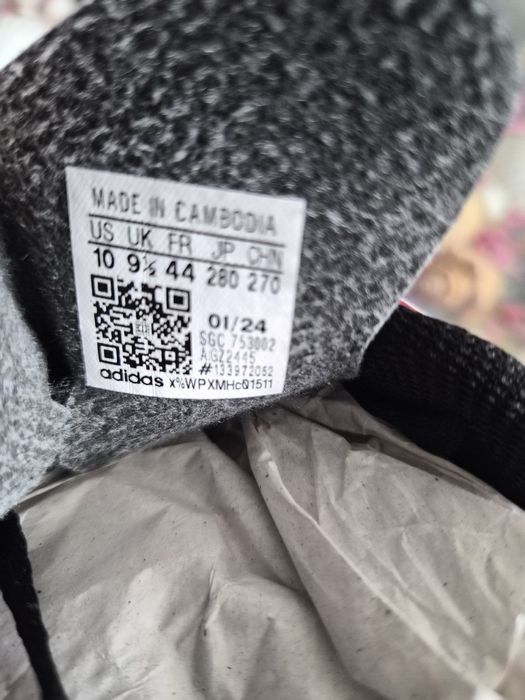 MADE IN CAMBODIA
US UK FR JP CHN
10 9½ 44 280 270
01/24
SGC 753002
AGZ2445
#133972052
adidas x%WPXMHcQ1511